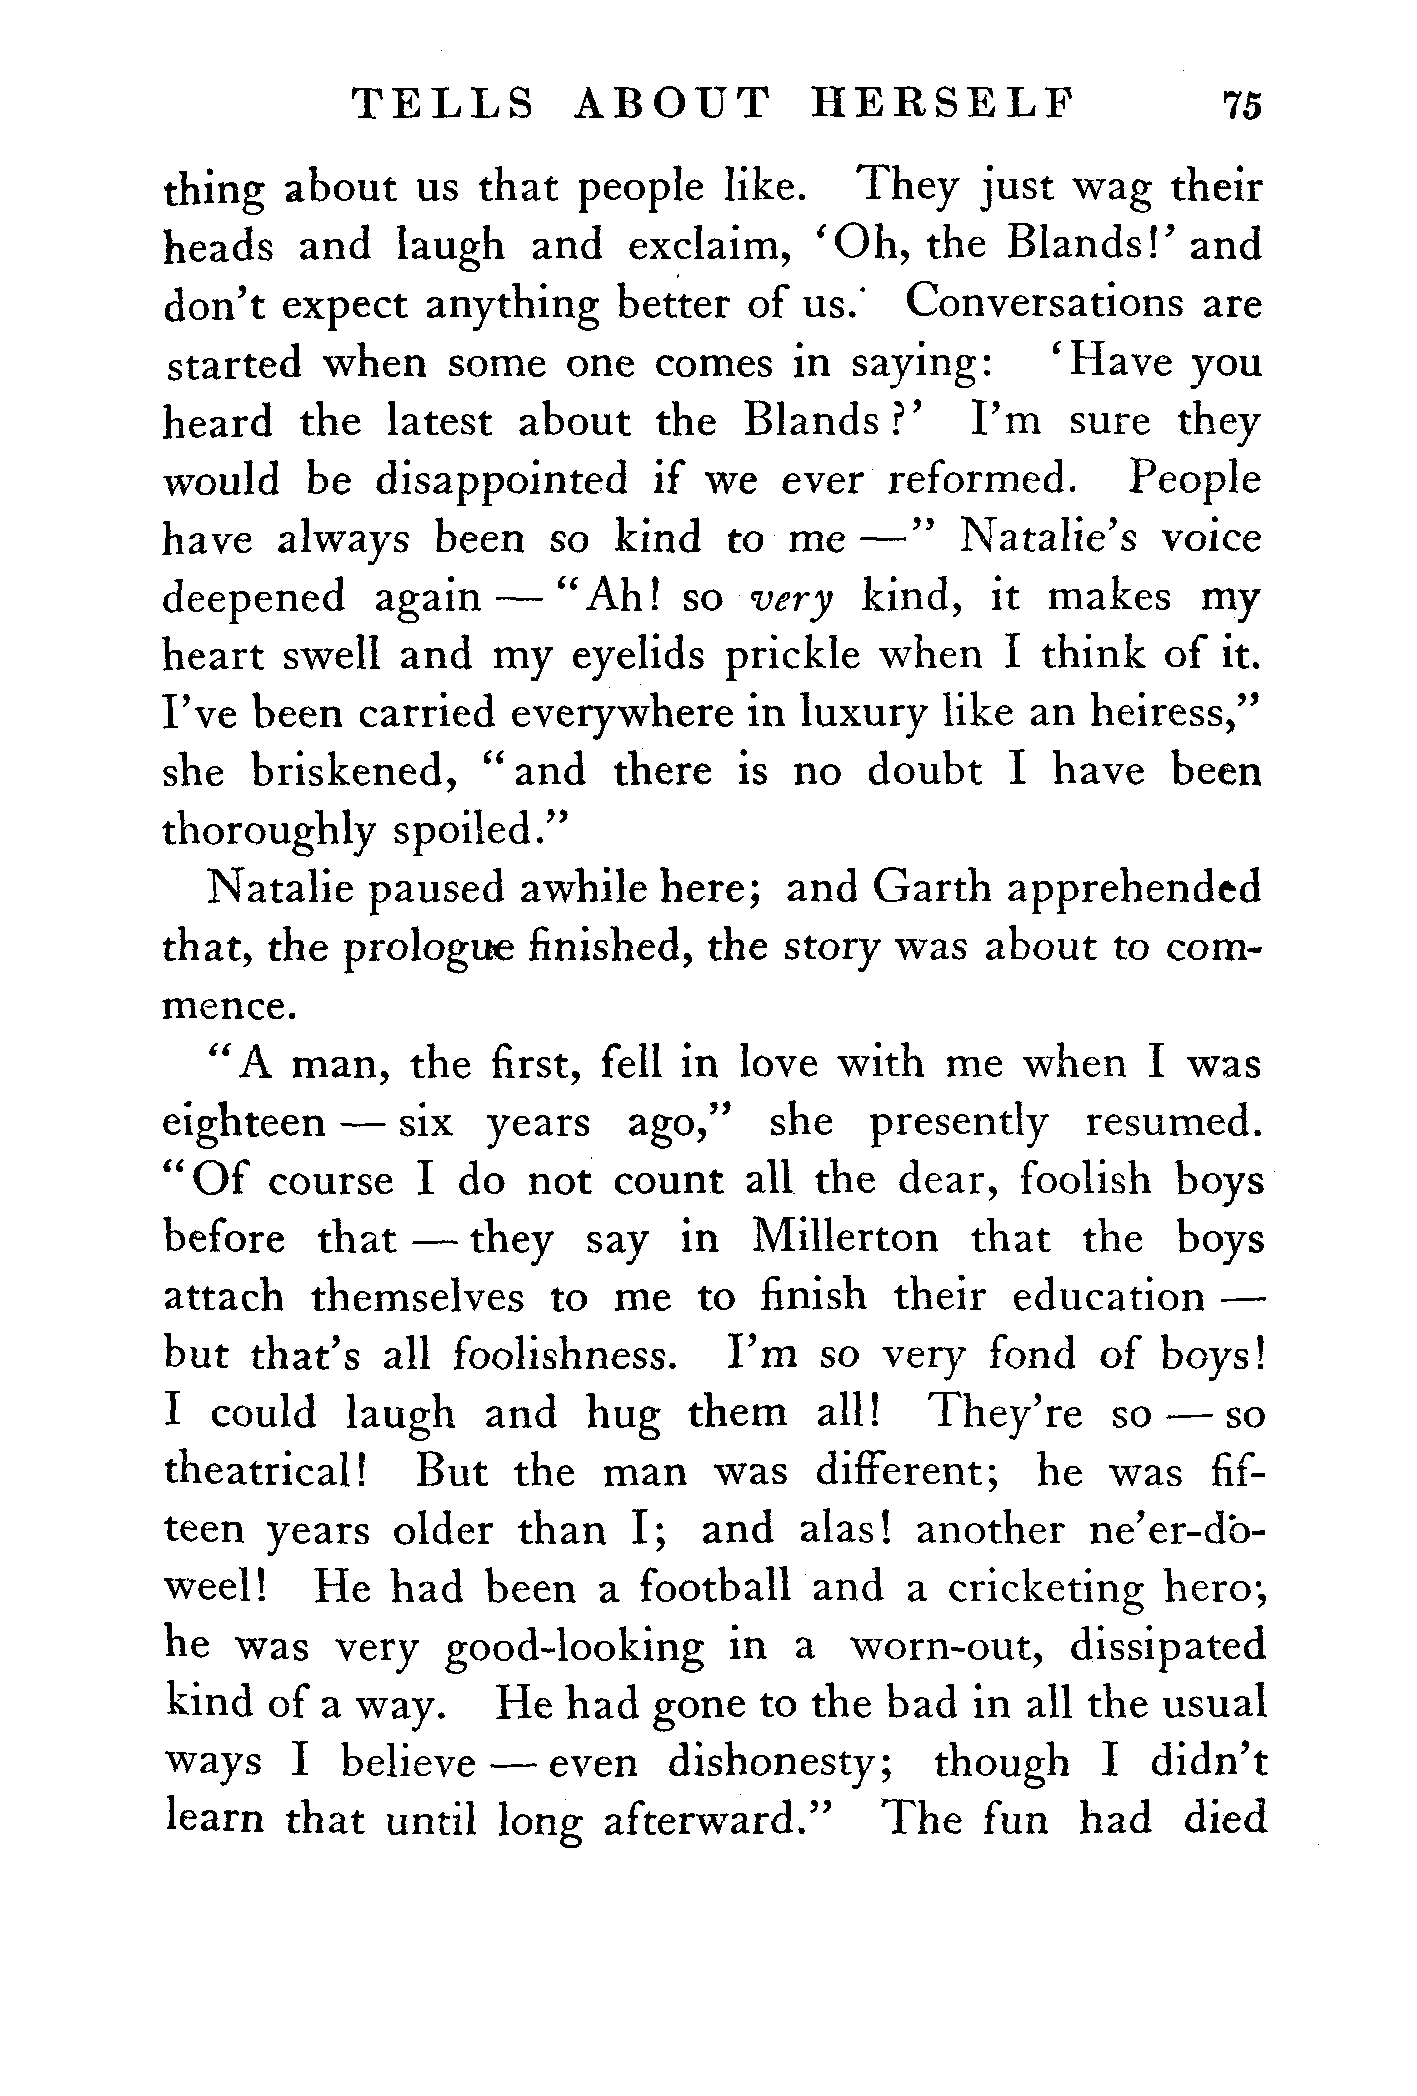 TELLS ABOUT HERSELF 75
thing about us that people like. They just wag their
heads and laugh and exclaim, ‘Oh, the Blands!’ and
don’t expect anything better of us. Conversations are
started when some one comes in saying: ‘Have you
heard the latest about the Blands?’ I’m sure they
would be disappointed if we ever reformed. People
have always been so kind to me —” Natalie’s voice
deepened again — “Ah! so very kind, it makes my
heart swell and my eyelids prickle when I think of it.
I’ve been carried everywhere in luxury like an heiress,”
she briskened, “and there is no doubt I have been
thoroughly spoiled.”
Natalie paused awhile here; and Garth apprehended
that, the prologue finished, the story was about to com-
mence.
“A man, the first, fell in love with me when I was
eighteen — six years ago,” she presently resumed.
“Of course I do not count all the dear, foolish boys
before that — they say in Millerton that the boys
attach themselves to me to finish their education —
but that’s all foolishness. I’m so very fond of boys!
I could laugh and hug them all! They’re so — so
theatrical! But the man was different; he was fif-
teen years older than I; and alas! another ne’er-do-
weel! He had been a football and a cricketing hero;
he was very good-looking in a worn-out, dissipated
kind of a way. He had gone to the bad in all the usual
ways I believe — even dishonesty; though I didn’t
learn that until long afterward.” The fun had died